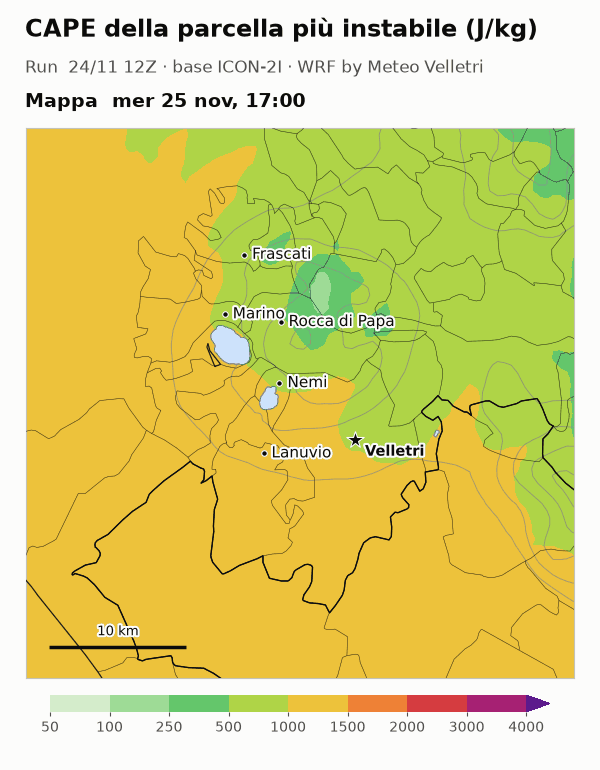 CAPE della parcella più instabile (J/kg)
Run  24/11 12Z · base ICON-2I · WRF by Meteo Velletri
Mappa  mer 25 nov, 17:00
Frascati
Marino
Rocca di Papa
Nemi
Velletri
Lanuvio
10 km
50 100 250 500 1000 1500 2000 3000 4000